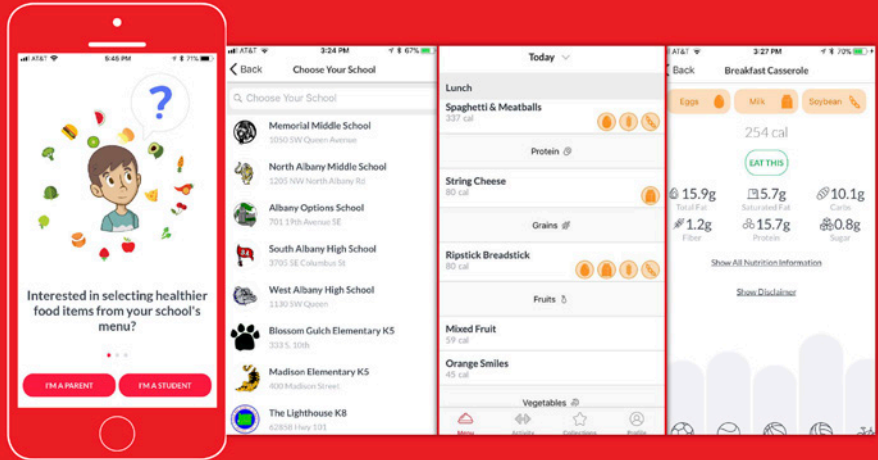 AT&T 5:45 PM 71%
?
Interested in selecting healthier
food items from your school's
menu?
I'M A PARENT
I'M A STUDENT
AT&T 3:24 PM 67%
Back Choose Your School
Choose Your School
Memorial Middle School
1050 SW Queen Avenue
North Albany Middle School
1205 NW North Albany Rd
Albany Options School
701 19th Avenue SE
South Albany High School
3705 SE Columbus St
West Albany High School
1130 SW Queen
Blossom Gulch Elementary K5
333 S. 10th
Madison Elementary K5
400 Madison Street
The Lighthouse K8
62858 Hwy 101
Today
Lunch
Spaghetti & Meatballs
337 cal
Protein
String Cheese
80 cal
Grains
Ripstick Breadstick
80 cal
Fruits
Mixed Fruit
59 cal
Orange Smiles
45 cal
Vegetables
Menu Activity Collections Profile
AT&T 3:27 PM 70%
Back Breakfast Casserole
Eggs Milk Soybean
254 cal
EAT THIS
15.9g 5.7g 10.1g
Total Fat Saturated Fat Carbs
1.2g 15.7g 0.8g
Fiber Protein Sugar
Show All Nutrition Information
Show Disclaimer